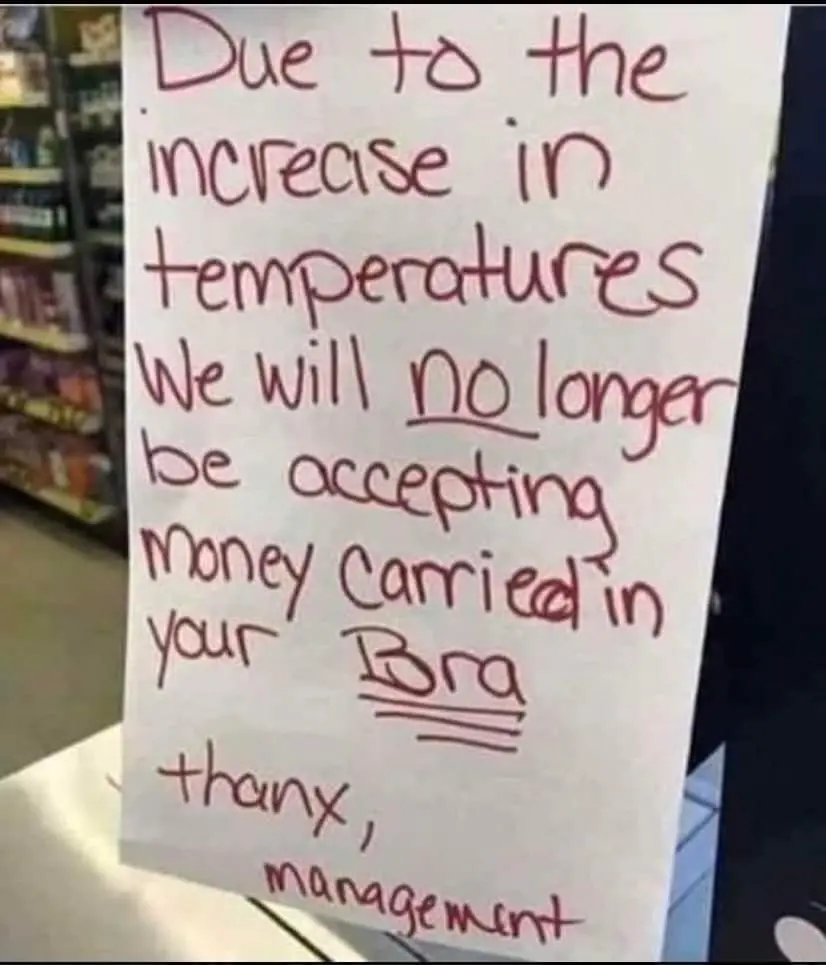 Due to the
increase in
temperatures
We will no longer
be accepting
money carried in
your Bra
thanx,
management